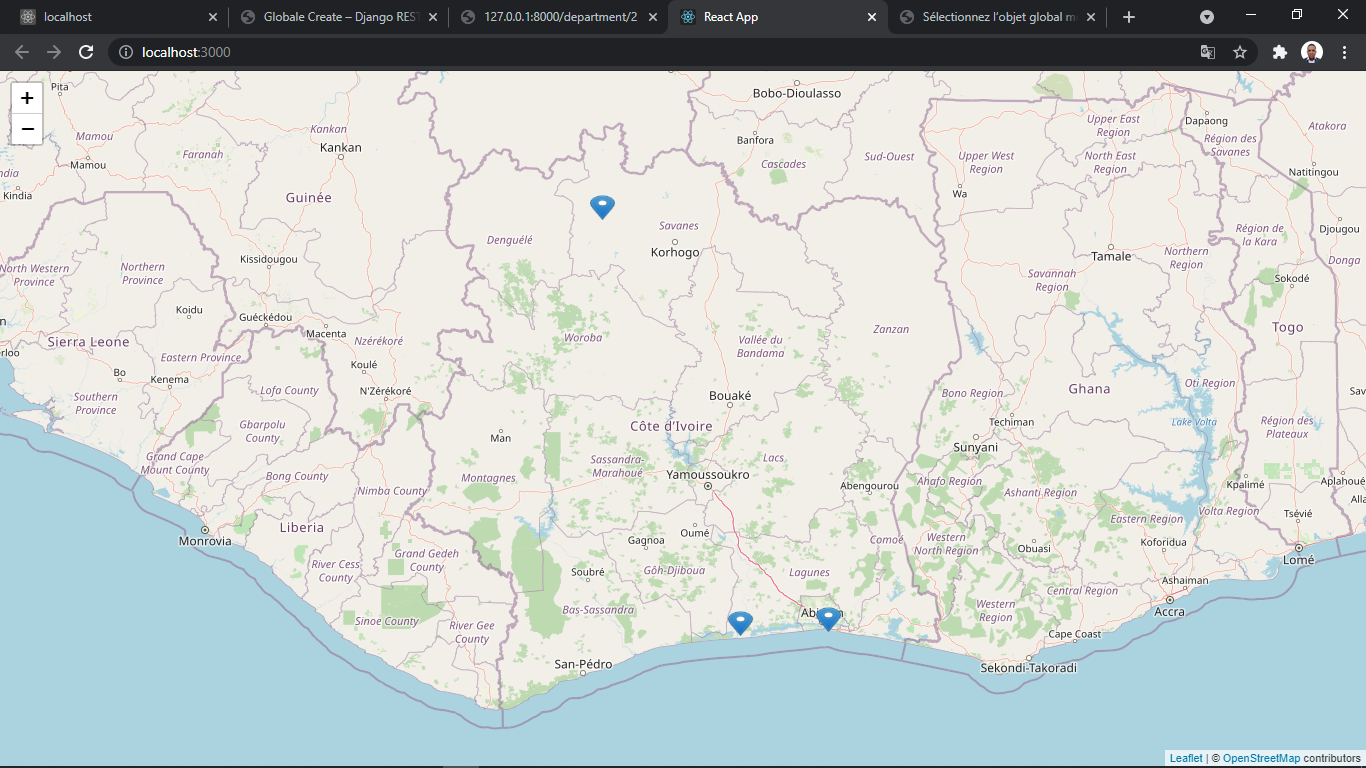 localhost
Globale Create – Django REST
127.0.0.1:8000/department/2
React App
Sélectionnez l'objet global m
localhost:3000
+
−
Pita
Bobo-Dioulasso
Dapaong
Upper East
Region
Région des
Savanes
Atakora
Kankan
Mamou
Banfora
Kankan
Faranah
Cascades
Sud-Ouest
Upper West
Region
North East
Region
Mamou
Natitingou
Kindia
Wa
Guinée
Savanes
Denguélé
Korhogo
Région de
la Kara
Djougou
Tamale
Northern
Region
Donga
Kissidougou
North Western
Province
Northern
Province
Savannah
Region
Sokodé
Koidu
Guéckédou
Macenta
Nzérékoré
Woroba
Vallée du
Bandama
Zanzan
Togo
Sierra Leone
Eastern Province
Koulé
Bo
Kenema
Lofa County
N'Zérékoré
Bouaké
Bono Region
Ghana
Oti Region
Southern
Province
Techiman
Lake Volta
Région des
Plateaux
Gbarpolu
County
Man
Côte d'Ivoire
Sunyani
Grand Cape
Mount County
Bong County
Montagnes
Sassandra-
Marahoué
Lacs
Yamoussoukro
Abengourou
Ahafo Region
Ashanti Region
Kpalimé
Aplahoué
Nimba County
Volta Region
Tsévié
Liberia
Monrovia
Oumé
Gagnoa
Comoé
Western
North Region
Eastern Region
Obuasi
Koforidua
Lomé
Grand Gedeh
County
River Cess
County
Soubré
Gôh-Djiboua
Lagunes
Ashaiman
Central Region
Bas-Sassandra
Western
Region
Accra
Sinoe County
River Gee
County
Cape Coast
San-Pédro
Sekondi-Takoradi
Leaflet | © OpenStreetMap contributors